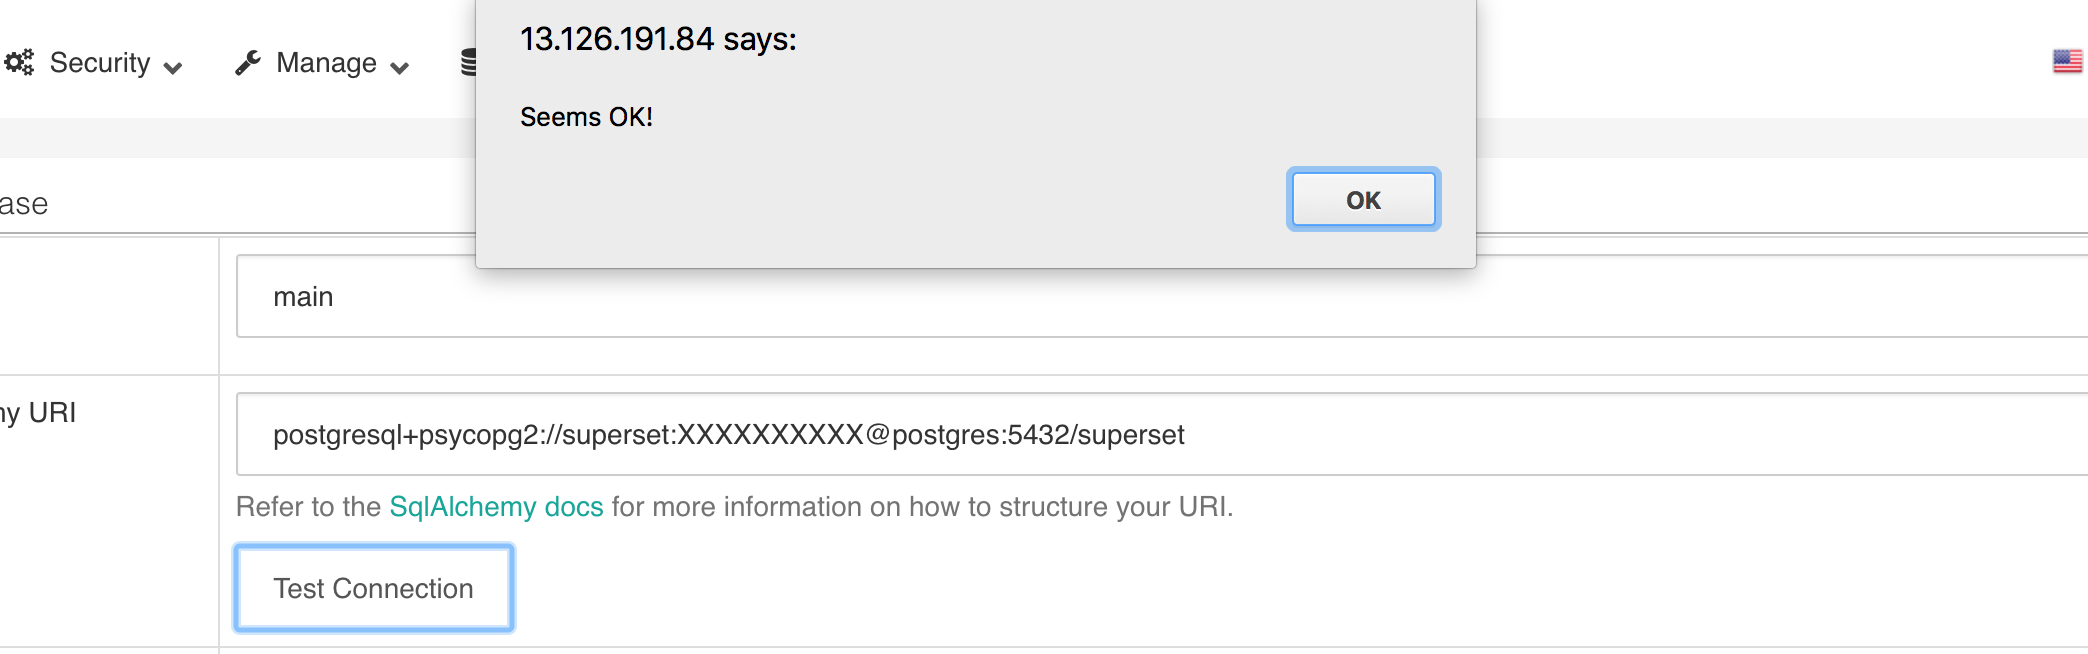 13.126.191.84 says:
Security Manage
Seems OK!
OK
ase
main
ny URI
postgresql+psycopg2://superset:XXXXXXXXXX@postgres:5432/superset
Refer to the SqlAlchemy docs for more information on how to structure your URI.
Test Connection